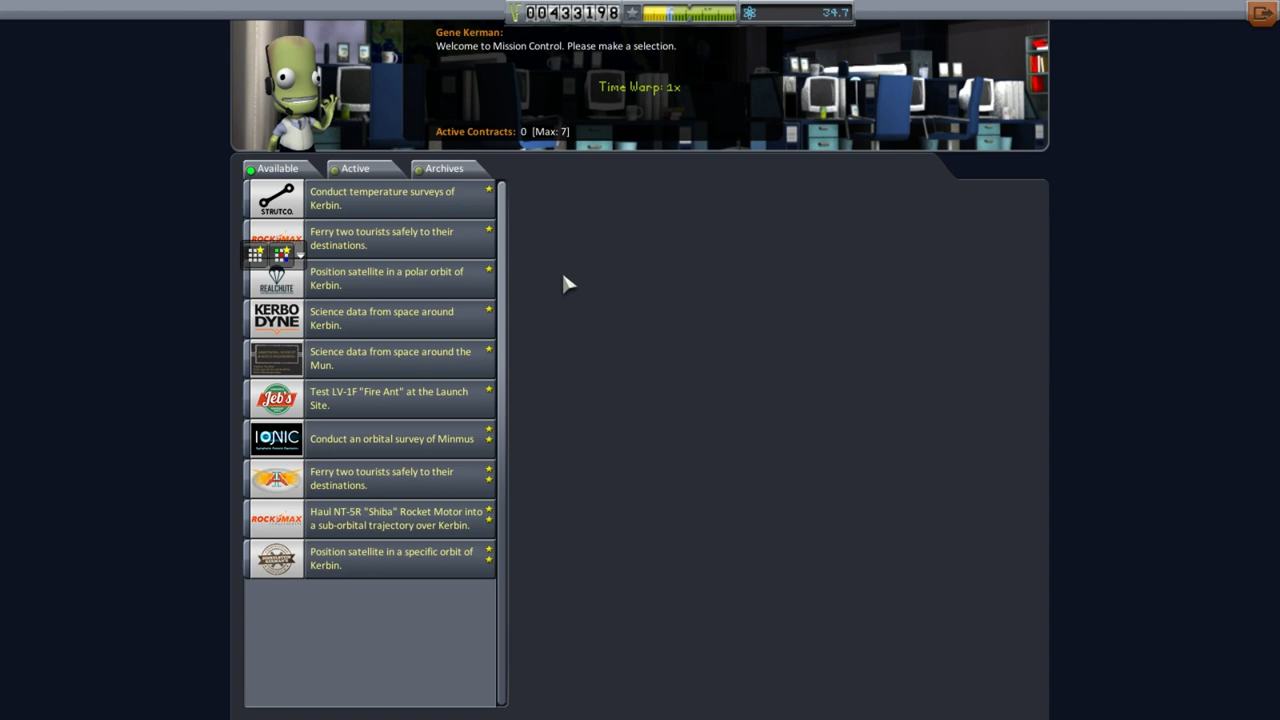 00433198
34.7
Gene Kerman:
Welcome to Mission Control. Please make a selection.
Time Warp: 1x
Active Contracts: 0 [Max: 7]
Available
Active
Archives
STRUTCO.
Conduct temperature surveys of
Kerbin.
ROCKOMAX
Ferry two tourists safely to their
destinations.
REALCHUTE
Position satellite in a polar orbit of
Kerbin.
KERBO
DYNE
Science data from space around
Kerbin.
Science data from space around the
Mun.
Jeb's
Test LV-1F "Fire Ant" at the Launch
Site.
IONIC
Conduct an orbital survey of Minmus
Ferry two tourists safely to their
destinations.
ROCKOMAX
Haul NT-5R "Shiba" Rocket Motor into
a sub-orbital trajectory over Kerbin.
Position satellite in a specific orbit of
Kerbin.